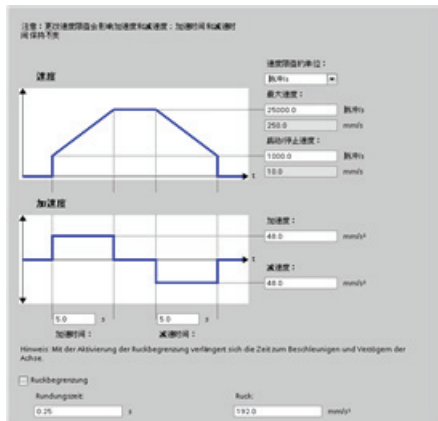 注意：更改速度限值会影响加速度和减速度；加速时间和减速时
间保持不变
速度限值的单位：
脉冲/s
速度
最大速度：
25000.0 脉冲/s
250.0 mm/s
启动/停止速度：
1000.0 脉冲/s
10.0 mm/s
t
加速度
加速度：
48.0 mm/s²
减速度：
48.0 mm/s²
t
5.0 s 5.0 s
加速时间： 减速时间：
Hinweis: Mit der Aktivierung der Ruckbegrenzung verlängert sich die Zeit zum Beschleunigen und Verzögern der
Achse.
Ruckbegrenzung
Rundungszeit: Ruck:
0.25 s 192.0 mm/s³